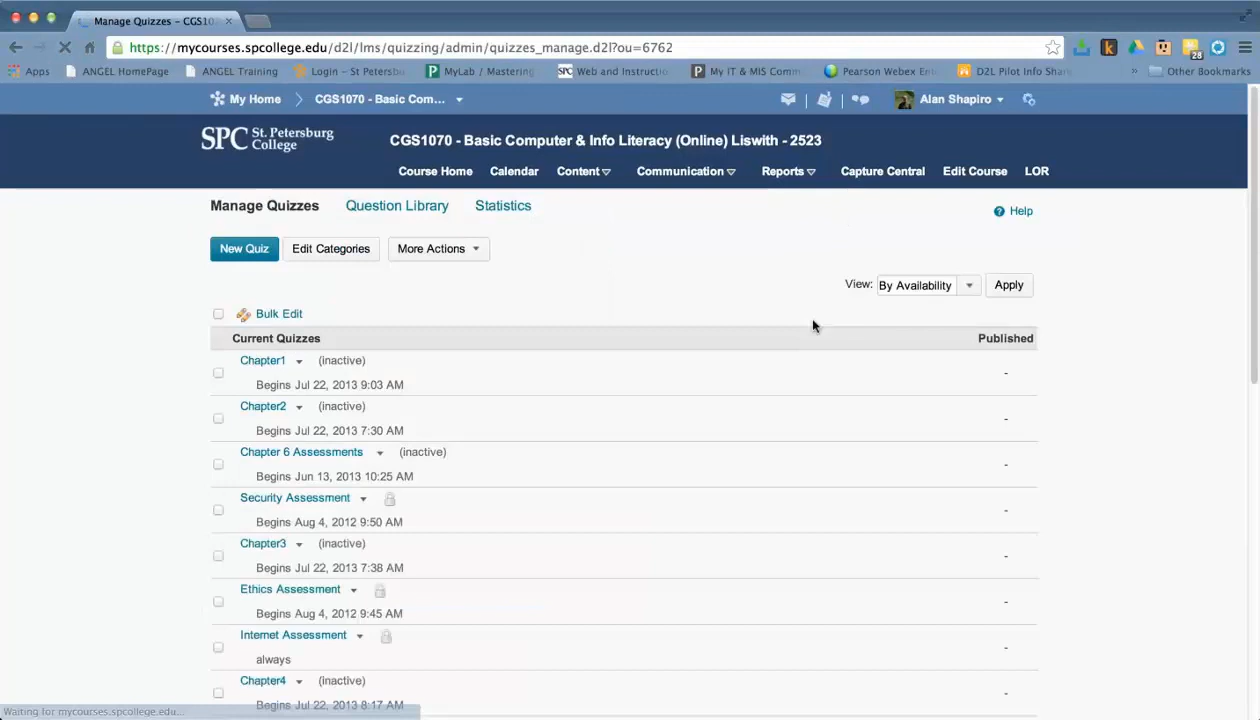 Manage Quizzes – CGS107
https://mycourses.spcollege.edu/d2l/lms/quizzing/admin/quizzes_manage.d2l?ou=6762
28
Apps ANGEL HomePage ANGEL Training Login – St Petersbu MyLab / Mastering SPC Web and Instructio My IT & MIS Comm Pearson Webex Ente D2L Pilot Info Shar » Other Bookmarks
My Home CGS1070 - Basic Com... Alan Shapiro
SPC St. Petersburg College
CGS1070 - Basic Computer & Info Literacy (Online) Liswith - 2523
Course Home Calendar Content Communication Reports Capture Central Edit Course LOR
Manage Quizzes Question Library Statistics Help
New Quiz Edit Categories More Actions
View: By Availability Apply
Bulk Edit
Current Quizzes Published
Chapter1 (inactive)
Begins Jul 22, 2013 9:03 AM -
Chapter2 (inactive)
Begins Jul 22, 2013 7:30 AM -
Chapter 6 Assessments (inactive)
Begins Jun 13, 2013 10:25 AM -
Security Assessment
Begins Aug 4, 2012 9:50 AM -
Chapter3 (inactive)
Begins Jul 22, 2013 7:38 AM -
Ethics Assessment
Begins Aug 4, 2012 9:45 AM -
Internet Assessment
always -
Chapter4 (inactive)
Begins Jul 22, 2013 8:17 AM -
Waiting for mycourses.spcollege.edu...